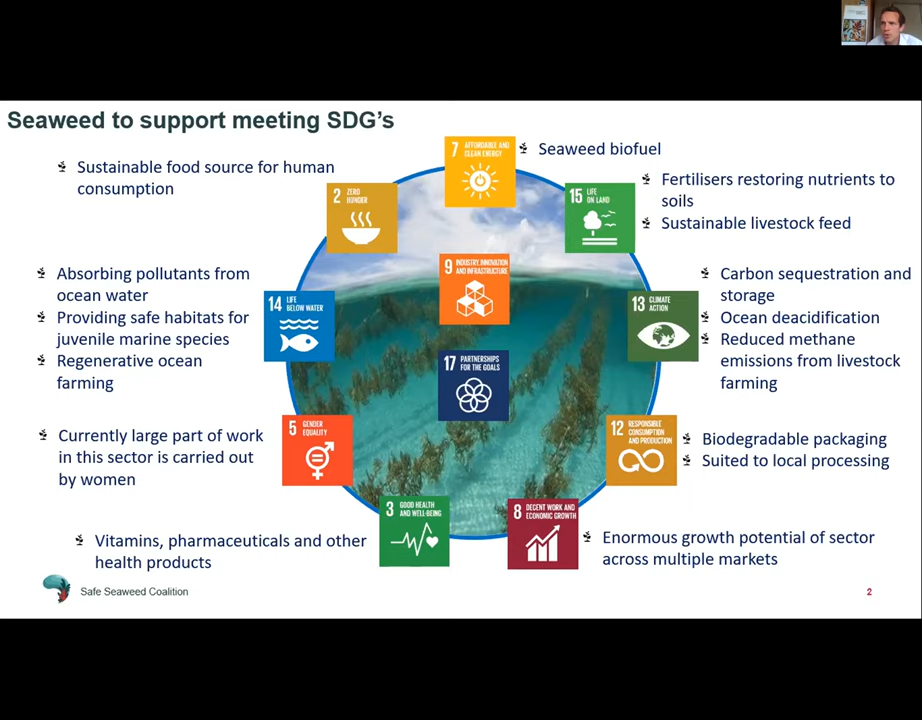 Seaweed to support meeting SDG's
Sustainable food source for human
consumption
2 ZERO
HUNGER
7 AFFORDABLE AND
CLEAN ENERGY
Seaweed biofuel
15 LIFE
ON LAND
Fertilisers restoring nutrients to
soils
Sustainable livestock feed
9 INDUSTRY, INNOVATION
AND INFRASTRUCTURE
Absorbing pollutants from
ocean water
Providing safe habitats for
juvenile marine species
Regenerative ocean
farming
14 LIFE
BELOW WATER
13 CLIMATE
ACTION
Carbon sequestration and
storage
Ocean deacidification
Reduced methane
emissions from livestock
farming
17 PARTNERSHIPS
FOR THE GOALS
Currently large part of work
in this sector is carried out
by women
5 GENDER
EQUALITY
12 RESPONSIBLE
CONSUMPTION
AND PRODUCTION
Biodegradable packaging
Suited to local processing
3 GOOD HEALTH
AND WELL-BEING
Vitamins, pharmaceuticals and other
health products
8 DECENT WORK AND
ECONOMIC GROWTH
Enormous growth potential of sector
across multiple markets
Safe Seaweed Coalition
2